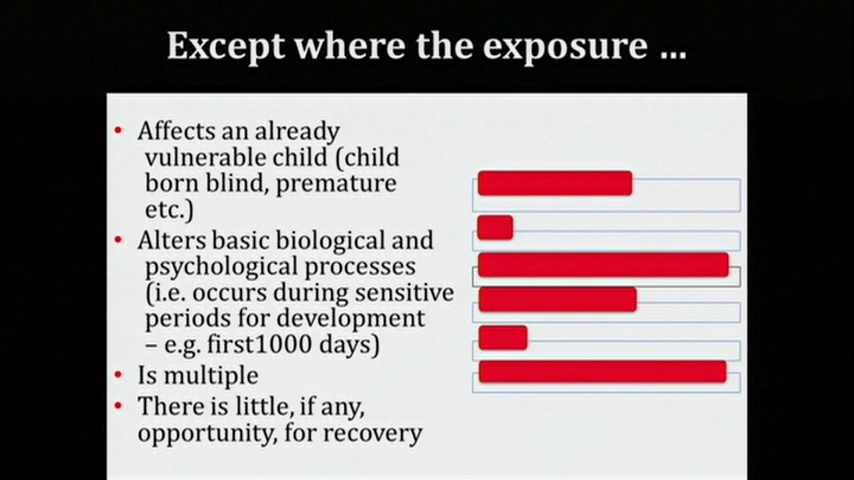 Except where the exposure ...
• Affects an already
vulnerable child (child
born blind, premature
etc.)
• Alters basic biological and
psychological processes
(i.e. occurs during sensitive
periods for development
– e.g. first1000 days)
• Is multiple
• There is little, if any,
opportunity, for recovery